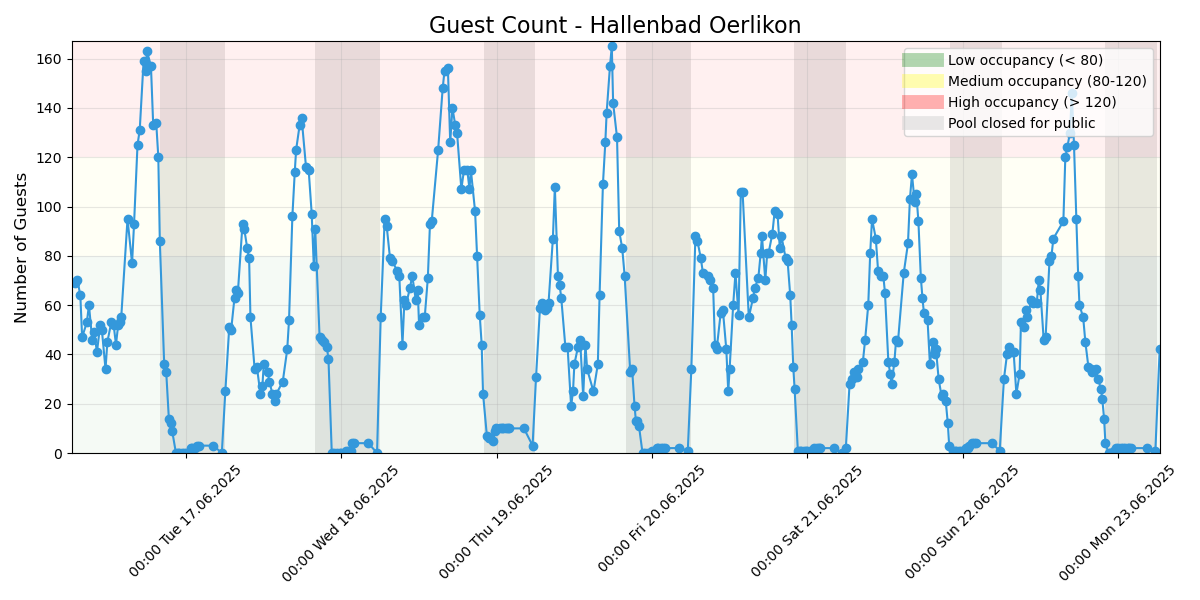 Guest Count - Hallenbad Oerlikon
Number of Guests
160
140
120
100
80
60
40
20
0
Low occupancy (< 80)
Medium occupancy (80-120)
High occupancy (> 120)
Pool closed for public
00:00 Tue 17.06.2025
00:00 Wed 18.06.2025
00:00 Thu 19.06.2025
00:00 Fri 20.06.2025
00:00 Sat 21.06.2025
00:00 Sun 22.06.2025
00:00 Mon 23.06.2025